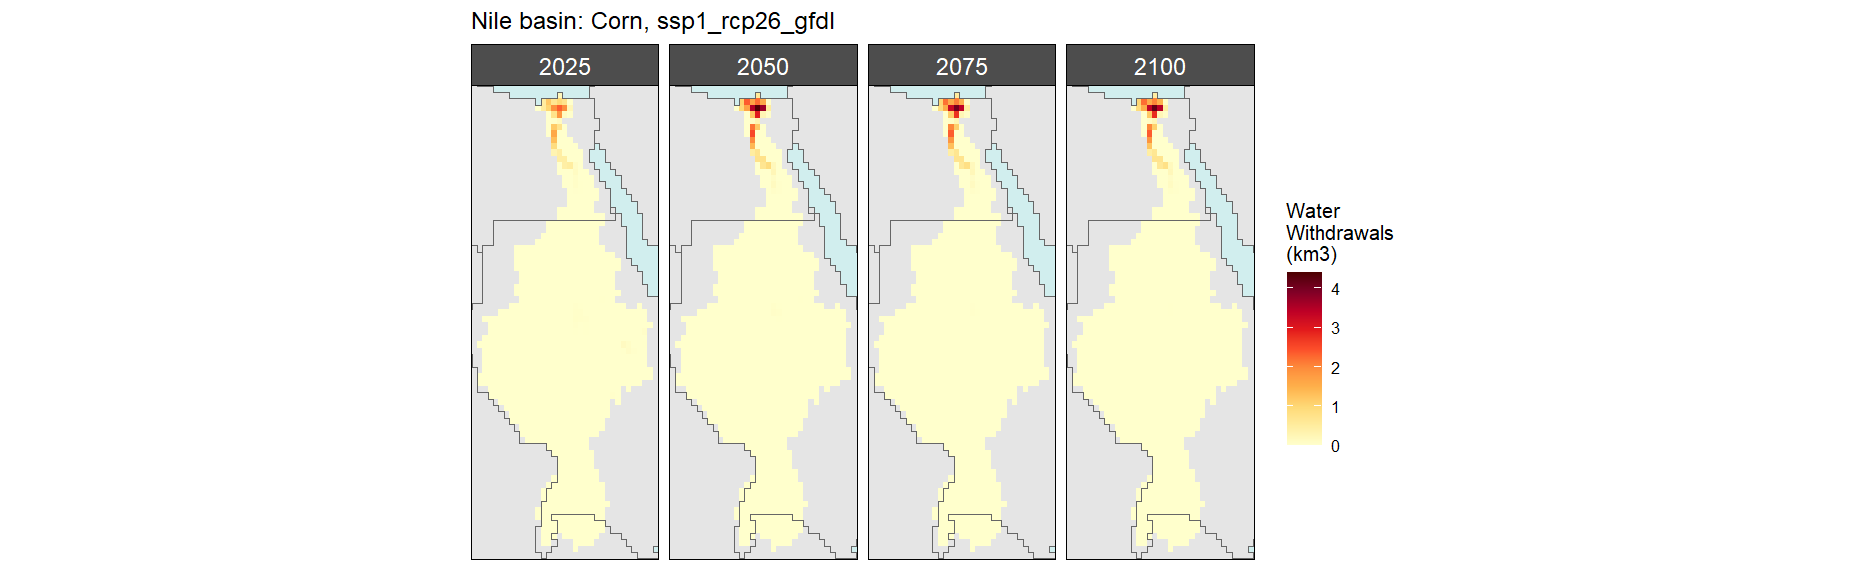 Nile basin: Corn, ssp1_rcp26_gfdl
2025 2050 2075 2100
Water
Withdrawals
(km3)
4
3
2
1
0